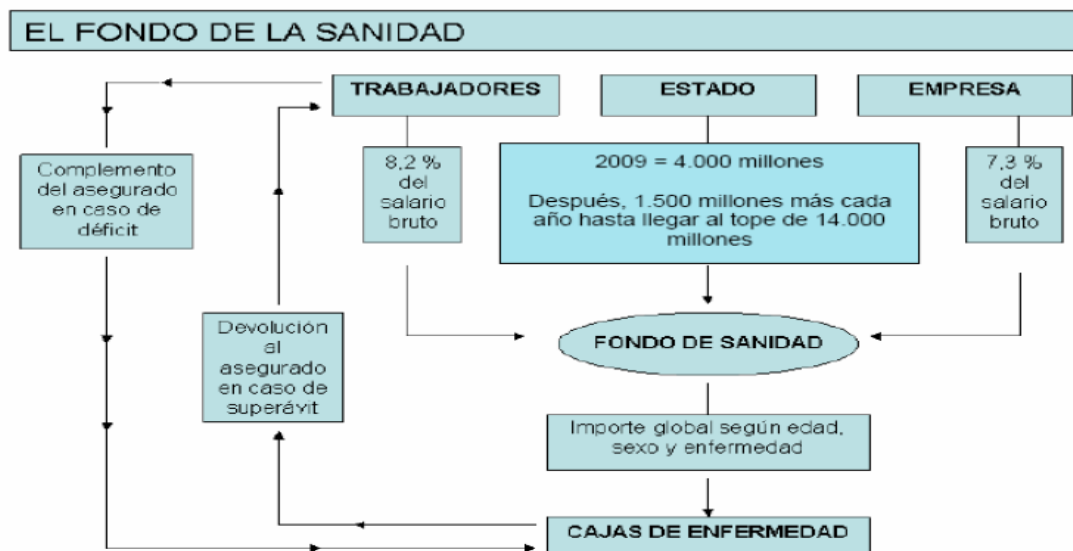 EL FONDO DE LA SANIDAD
TRABAJADORES
ESTADO
EMPRESA
Complemento
del asegurado
en caso de
déficit
8,2 %
del
salario
bruto
2009 = 4.000 millones
Después, 1.500 millones más cada
año hasta llegar al tope de 14.000
millones
7,3 %
del
salario
bruto
Devolución
al
asegurado
en caso de
superávit
FONDO DE SANIDAD
Importe global según edad,
sexo y enfermedad
CAJAS DE ENFERMEDAD